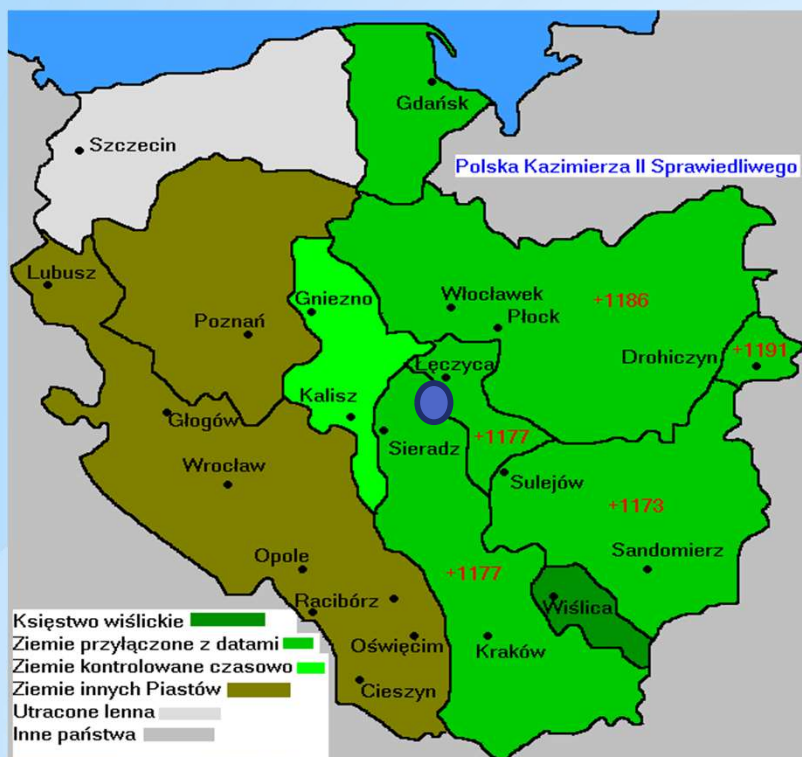 Gdańsk
Szczecin
Polska Kazimierza II Sprawiedliwego
Lubusz
Gniezno
Włocławek
+1186
Poznań
Płock
Drohiczyn
+1191
Łęczyca
Kalisz
Głogów
Sieradz
+1177
Wrocław
Sulejów
+1173
Opole
+1177
Sandomierz
Racibórz
Wiślica
Oświęcim
Kraków
Cieszyn
Księstwo wiślickie
Ziemie przyłączone z datami
Ziemie kontrolowane czasowo
Ziemie innych Piastów
Utracone lenna
Inne państwa